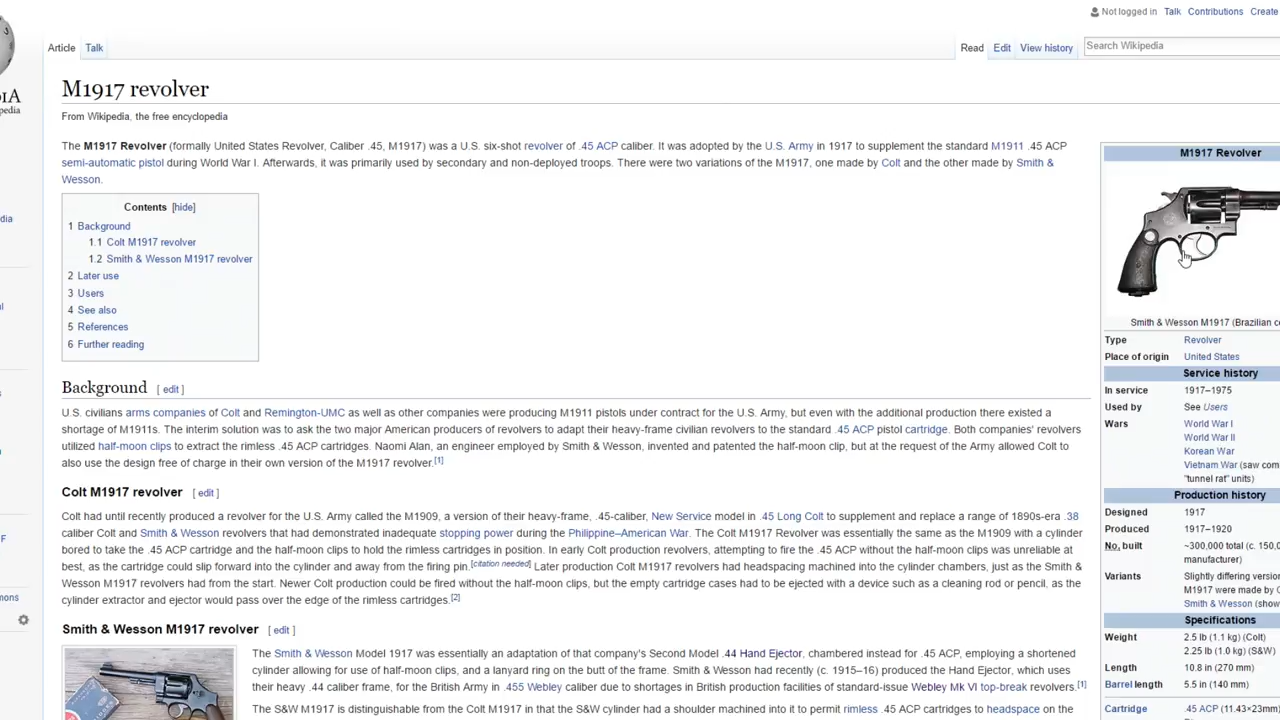 Not logged in Talk Contributions Create
Article Talk Read Edit View history Search Wikipedia
M1917 revolver
From Wikipedia, the free encyclopedia
The M1917 Revolver (formally United States Revolver, Caliber .45, M1917) was a U.S. six-shot revolver of .45 ACP caliber. It was adopted by the U.S. Army in 1917 to supplement the standard M1911 .45 ACP
semi-automatic pistol during World War I. Afterwards, it was primarily used by secondary and non-deployed troops. There were two variations of the M1917, one made by Colt and the other made by Smith &
Wesson.
Contents [hide]
1 Background
1.1 Colt M1917 revolver
1.2 Smith & Wesson M1917 revolver
2 Later use
3 Users
4 See also
5 References
6 Further reading
Background [ edit ]
U.S. civilians arms companies of Colt and Remington-UMC as well as other companies were producing M1911 pistols under contract for the U.S. Army, but even with the additional production there existed a
shortage of M1911s. The interim solution was to ask the two major American producers of revolvers to adapt their heavy-frame civilian revolvers to the standard .45 ACP pistol cartridge. Both companies' revolvers
utilized half-moon clips to extract the rimless .45 ACP cartridges. Naomi Alan, an engineer employed by Smith & Wesson, invented and patented the half-moon clip, but at the request of the Army allowed Colt to
also use the design free of charge in their own version of the M1917 revolver.[1]
Colt M1917 revolver [ edit ]
Colt had until recently produced a revolver for the U.S. Army called the M1909, a version of their heavy-frame, .45-caliber, New Service model in .45 Long Colt to supplement and replace a range of 1890s-era .38
caliber Colt and Smith & Wesson revolvers that had demonstrated inadequate stopping power during the Philippine–American War. The Colt M1917 Revolver was essentially the same as the M1909 with a cylinder
bored to take the .45 ACP cartridge and the half-moon clips to hold the rimless cartridges in position. In early Colt production revolvers, attempting to fire the .45 ACP without the half-moon clips was unreliable at
best, as the cartridge could slip forward into the cylinder and away from the firing pin.[citation needed] Later production Colt M1917 revolvers had headspacing machined into the cylinder chambers, just as the Smith &
Wesson M1917 revolvers had from the start. Newer Colt production could be fired without the half-moon clips, but the empty cartridge cases had to be ejected with a device such as a cleaning rod or pencil, as the
cylinder extractor and ejector would pass over the edge of the rimless cartridges.[2]
Smith & Wesson M1917 revolver [ edit ]
The Smith & Wesson Model 1917 was essentially an adaptation of that company's Second Model .44 Hand Ejector, chambered instead for .45 ACP, employing a shortened
cylinder allowing for use of half-moon clips, and a lanyard ring on the butt of the frame. Smith & Wesson had recently (c. 1915–16) produced the Hand Ejector, which uses
their heavy .44 caliber frame, for the British Army in .455 Webley caliber due to shortages in British production facilities of standard-issue Webley Mk VI top-break revolvers.[1]
The S&W M1917 is distinguishable from the Colt M1917 in that the S&W cylinder had a shoulder machined into it to permit rimless .45 ACP cartridges to headspace on the
M1917 Revolver
Smith & Wesson M1917 (Brazilian co
Type Revolver
Place of origin United States
Service history
In service 1917–1975
Used by See Users
Wars World War I
World War II
Korean War
Vietnam War (saw com
"tunnel rat" units)
Production history
Designed 1917
Produced 1917–1920
No. built ~300,000 total (c. 150,0
manufacturer)
Variants Slightly differing version
M1917 were made by C
Smith & Wesson (show
Specifications
Weight 2.5 lb (1.1 kg) (Colt)
2.25 lb (1.0 kg) (S&W)
Length 10.8 in (270 mm)
Barrel length 5.5 in (140 mm)
Cartridge .45 ACP (11.43×23mm)